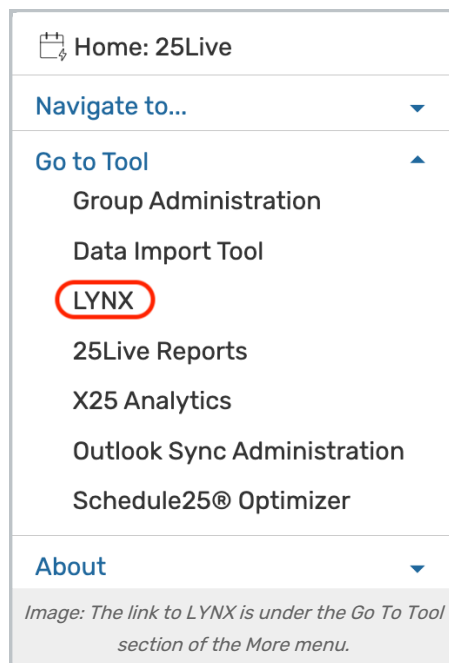 Home: 25Live
Navigate to...
Go to Tool
Group Administration
Data Import Tool
LYNX
25Live Reports
X25 Analytics
Outlook Sync Administration
Schedule25® Optimizer
About
Image: The link to LYNX is under the Go To Tool
section of the More menu.